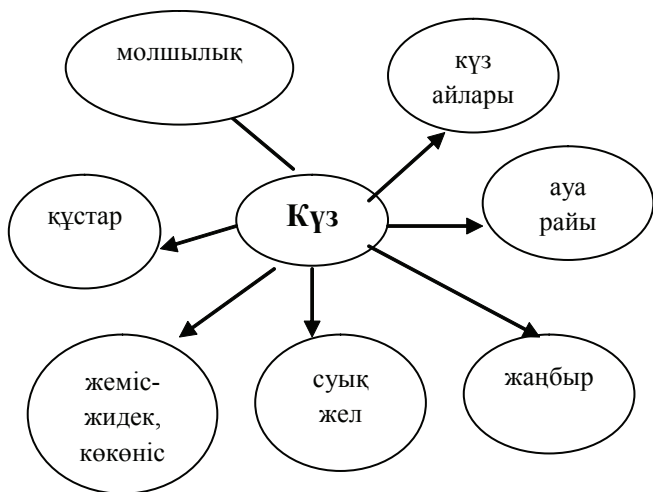 молшылық
күз
айлары
құстар
Күз
ауа
райы
жеміс-
жидек,
көкөніс
суық
жел
жаңбыр